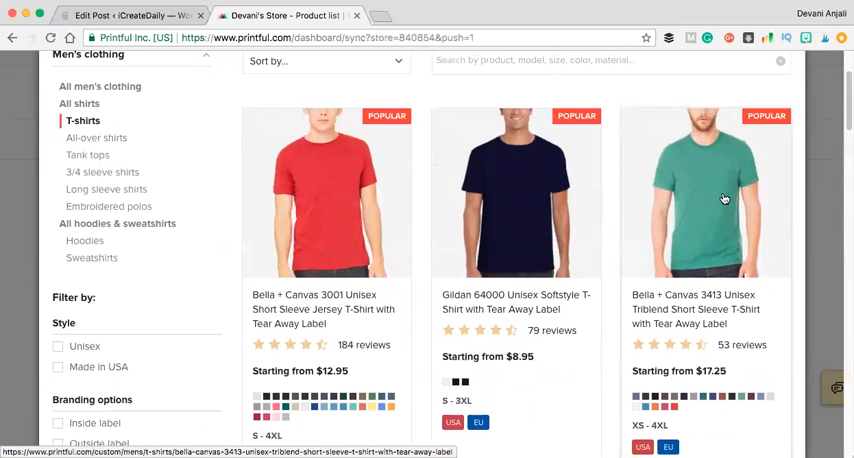 Edit Post ‹ iCreateDaily — Wo
Devani's Store - Product list |
Devani Anjali
Printful Inc. [US]
https://www.printful.com/dashboard/sync?store=840854&push=1
Men's clothing
All men's clothing
All shirts
T-shirts
All-over shirts
Tank tops
3/4 sleeve shirts
Long sleeve shirts
Embroidered polos
All hoodies & sweatshirts
Hoodies
Sweatshirts
Filter by:
Style
Unisex
Made in USA
Branding options
Inside label
Outside label
Sort by...
Search by product, model, size, color, material...
POPULAR
Bella + Canvas 3001 Unisex
Short Sleeve Jersey T-Shirt with
Tear Away Label
184 reviews
Starting from $12.95
S - 4XL
POPULAR
Gildan 64000 Unisex Softstyle T-
Shirt with Tear Away Label
79 reviews
Starting from $8.95
S - 3XL
USA EU
POPULAR
Bella + Canvas 3413 Unisex
Triblend Short Sleeve T-Shirt
with Tear Away Label
53 reviews
Starting from $17.25
XS - 4XL
USA EU
https://www.printful.com/custom/mens/t-shirts/bella-canvas-3413-unisex-triblend-short-sleeve-t-shirt-with-tear-away-label